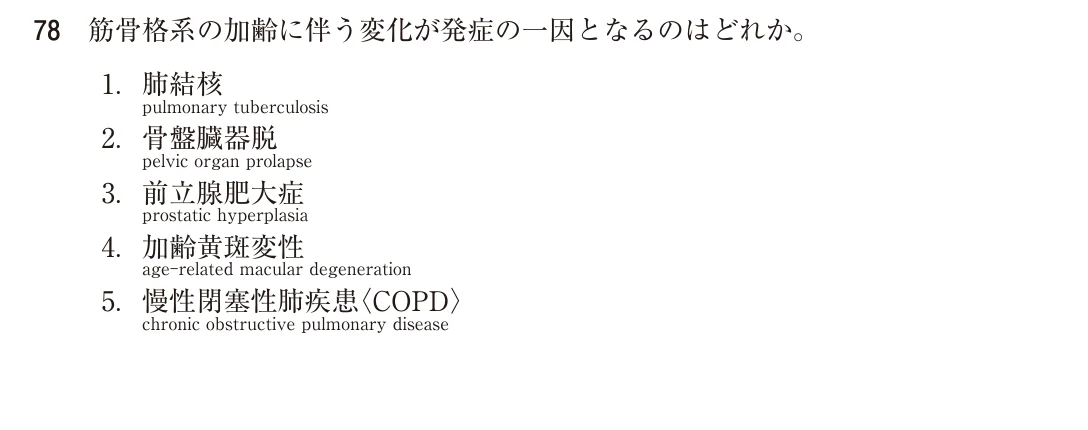 78 筋骨格系の加齢に伴う変化が発症の一因となるのはどれか。
1. 肺結核
pulmonary tuberculosis
2. 骨盤臓器脱
pelvic organ prolapse
3. 前立腺肥大症
prostatic hyperplasia
4. 加齢黄斑変性
age-related macular degeneration
5. 慢性閉塞性肺疾患〈COPD〉
chronic obstructive pulmonary disease